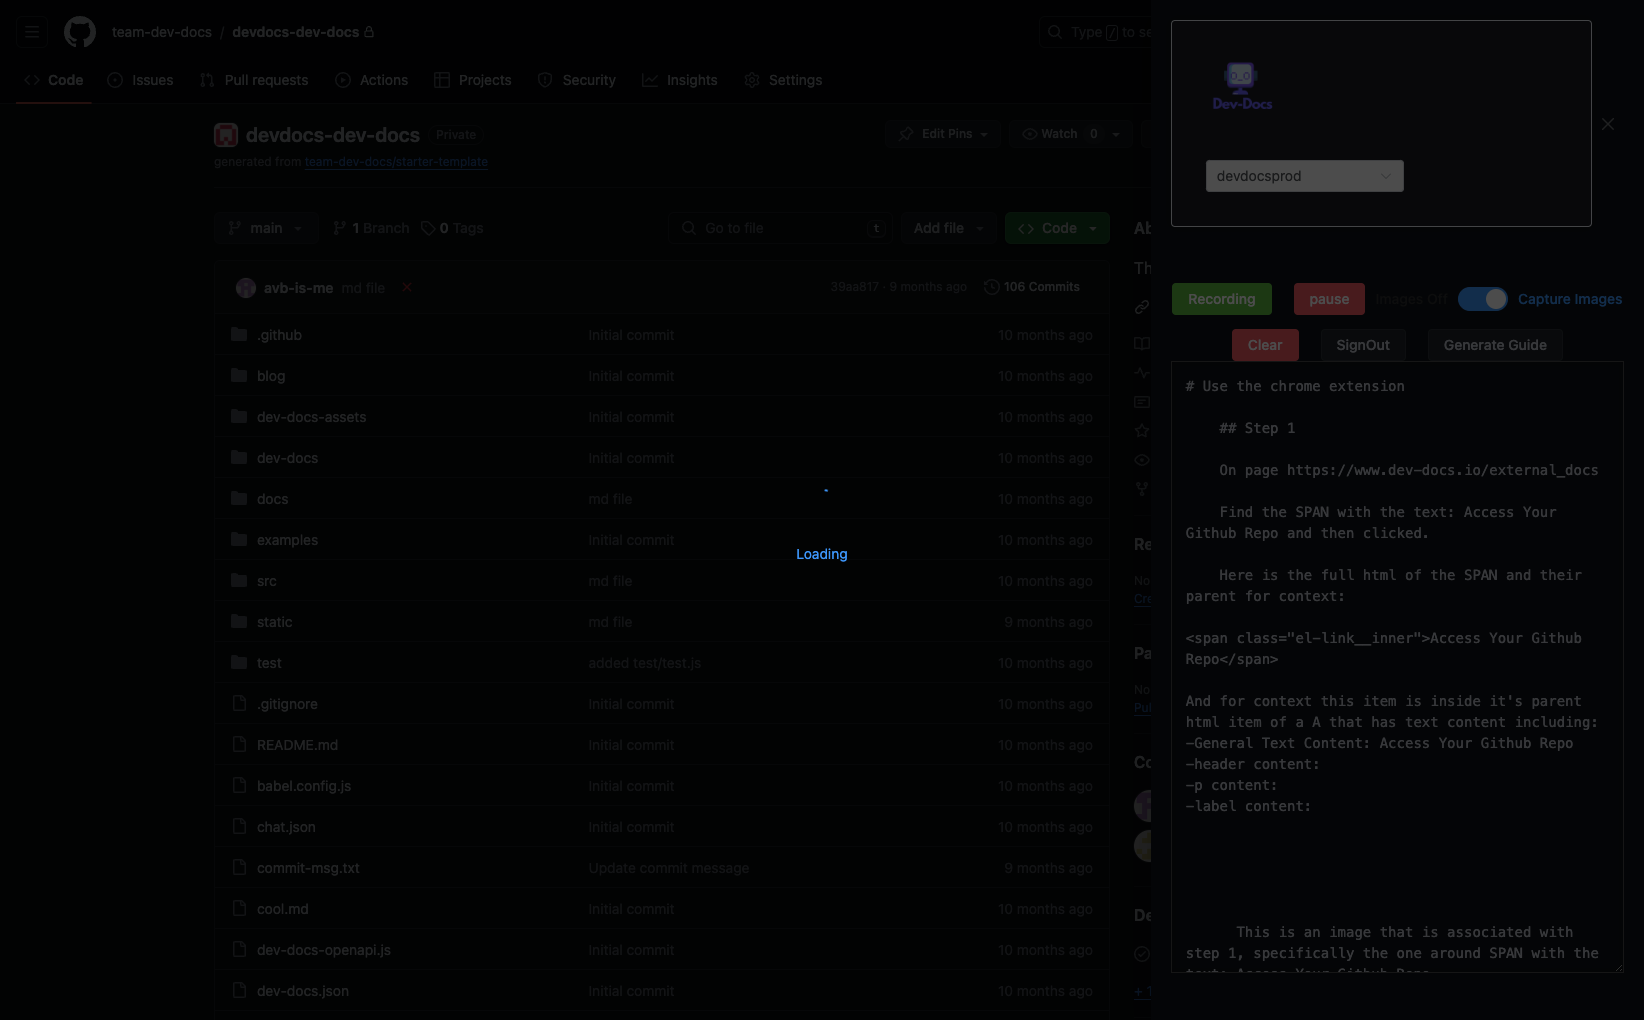 team-dev-docs / devdocs-dev-docs
Type / to se
Code
Issues
Pull requests
Actions
Projects
Security
Insights
Settings
devdocs-dev-docs
Private
generated from team-dev-docs/starter-template
Edit Pins
Watch 0
main
1 Branch
0 Tags
Go to file
t
Add file
Code
Ab
Th
avb-is-me md file
39aa817 · 9 months ago
106 Commits
.github Initial commit 10 months ago
blog Initial commit 10 months ago
dev-docs-assets Initial commit 10 months ago
dev-docs Initial commit 10 months ago
docs md file 10 months ago
examples Initial commit 10 months ago
src md file 10 months ago
static md file 9 months ago
test added test/test.js 10 months ago
.gitignore Initial commit 10 months ago
README.md Initial commit 10 months ago
babel.config.js Initial commit 10 months ago
chat.json Initial commit 10 months ago
commit-msg.txt Update commit message 9 months ago
cool.md Initial commit 10 months ago
dev-docs-openapi.js Initial commit 10 months ago
dev-docs.json Initial commit 10 months ago
Re
No
Cre
Pa
No
Pul
Co
De
+ 1
Loading
Dev-Docs
devdocsprod
Recording
pause
Images Off
Capture Images
Clear
SignOut
Generate Guide
# Use the chrome extension
## Step 1
On page https://www.dev-docs.io/external_docs
Find the SPAN with the text: Access Your
Github Repo and then clicked.
Here is the full html of the SPAN and their
parent for context:
<span class="el-link__inner">Access Your Github
Repo</span>
And for context this item is inside it's parent
html item of a A that has text content including:
-General Text Content: Access Your Github Repo
-header content:
-p content:
-label content:
This is an image that is associated with
step 1, specifically the one around SPAN with the
text: Access Your Github Repo